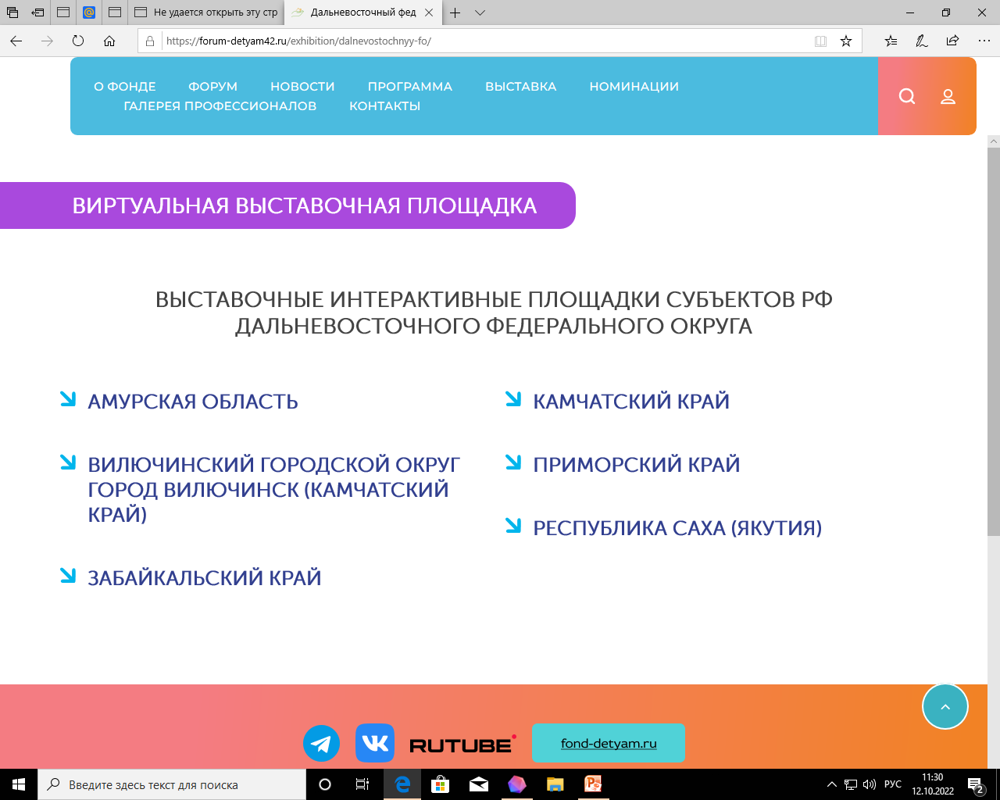 Не удается открыть эту стр
Дальневосточный фед
https://forum-detyam42.ru/exhibition/dalnevostochnyy-fo/
О ФОНДЕ ФОРУМ НОВОСТИ ПРОГРАММА ВЫСТАВКА НОМИНАЦИИ
ГАЛЕРЕЯ ПРОФЕССИОНАЛОВ КОНТАКТЫ
ВИРТУАЛЬНАЯ ВЫСТАВОЧНАЯ ПЛОЩАДКА
ВЫСТАВОЧНЫЕ ИНТЕРАКТИВНЫЕ ПЛОЩАДКИ СУБЪЕКТОВ РФ
ДАЛЬНЕВОСТОЧНОГО ФЕДЕРАЛЬНОГО ОКРУГА
АМУРСКАЯ ОБЛАСТЬ
ВИЛЮЧИНСКИЙ ГОРОДСКОЙ ОКРУГ
ГОРОД ВИЛЮЧИНСК (КАМЧАТСКИЙ
КРАЙ)
ЗАБАЙКАЛЬСКИЙ КРАЙ
КАМЧАТСКИЙ КРАЙ
ПРИМОРСКИЙ КРАЙ
РЕСПУБЛИКА САХА (ЯКУТИЯ)
RUTUBE
fond-detyam.ru
Введите здесь текст для поиска
РУС
11:30
12.10.2022
2